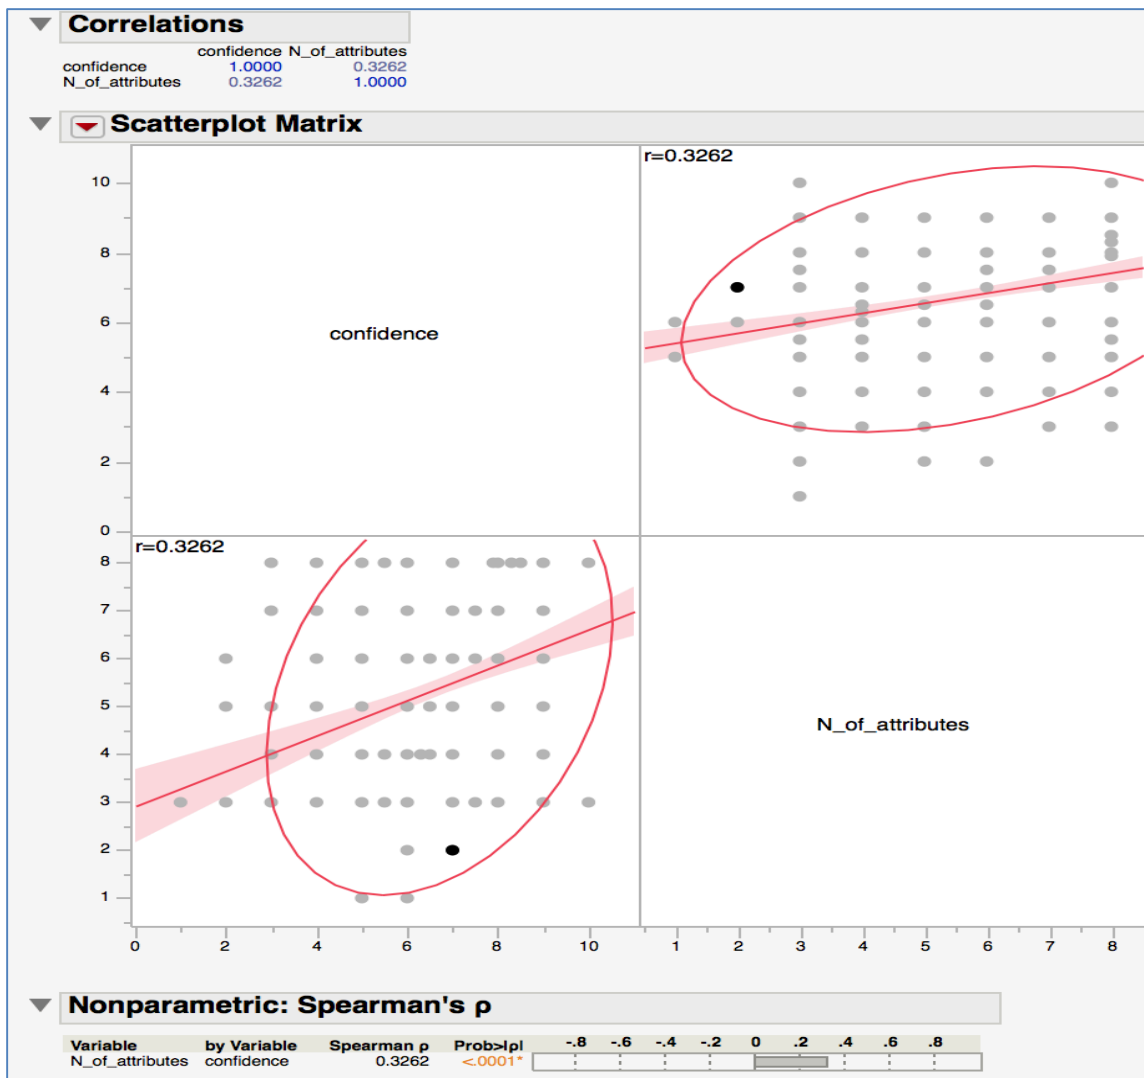 Correlations
confidence N_of_attributes
confidence 1.0000 0.3262
N_of_attributes 0.3262 1.0000
Scatterplot Matrix
r=0.3262
10
8
6
4
2
0
confidence
r=0.3262
8
7
6
5
4
3
2
1
N_of_attributes
0 2 4 6 8 10 1 2 3 4 5 6 7 8
Nonparametric: Spearman's ρ
Variable by Variable Spearman ρ Prob>|ρ| -.8 -.6 -.4 -.2 0 .2 .4 .6 .8
N_of_attributes confidence 0.3262 <.0001*